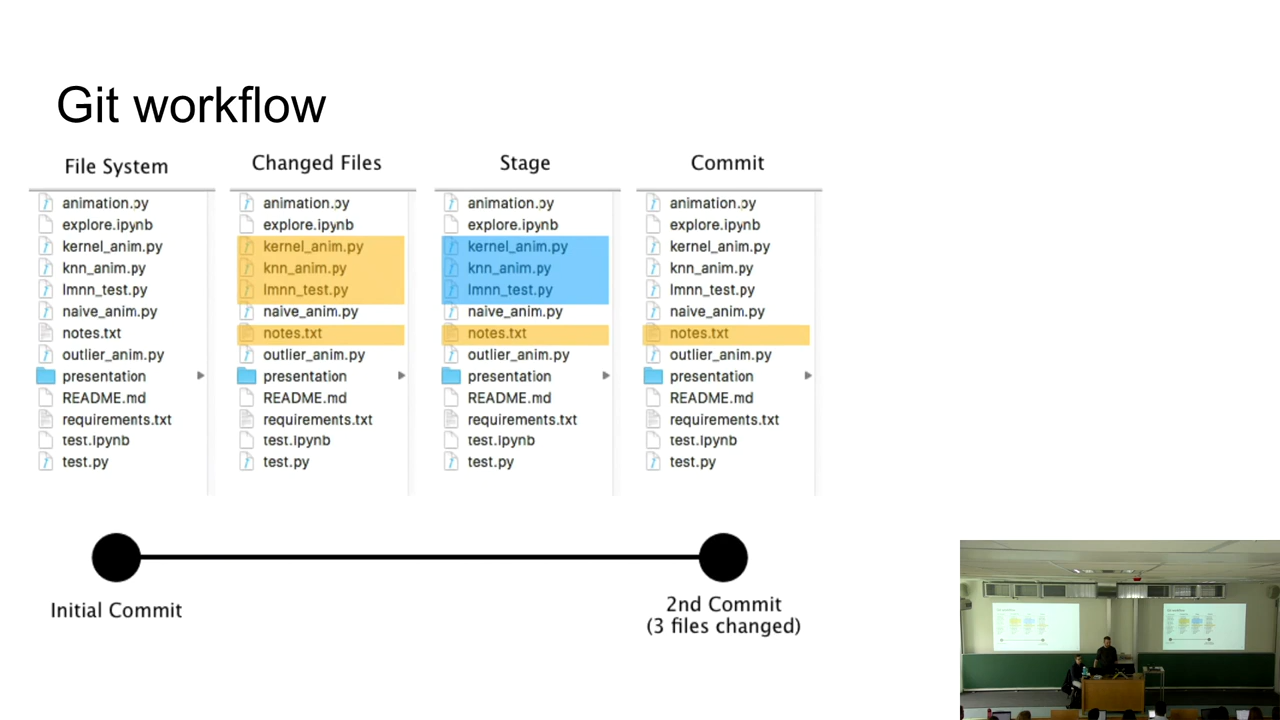 Git workflow
File System
animation.py
explore.ipynb
kernel_anim.py
knn_anim.py
lmnn_test.py
naive_anim.py
notes.txt
outlier_anim.py
presentation
README.md
requirements.txt
test.ipynb
test.py
Changed Files
animation.py
explore.ipynb
kernel_anim.py
knn_anim.py
lmnn_test.py
naive_anim.py
notes.txt
outlier_anim.py
presentation
README.md
requirements.txt
test.ipynb
test.py
Stage
animation.py
explore.ipynb
kernel_anim.py
knn_anim.py
lmnn_test.py
naive_anim.py
notes.txt
outlier_anim.py
presentation
README.md
requirements.txt
test.ipynb
test.py
Commit
animation.py
explore.ipynb
kernel_anim.py
knn_anim.py
lmnn_test.py
naive_anim.py
notes.txt
outlier_anim.py
presentation
README.md
requirements.txt
test.ipynb
test.py
Initial Commit
2nd Commit
(3 files changed)